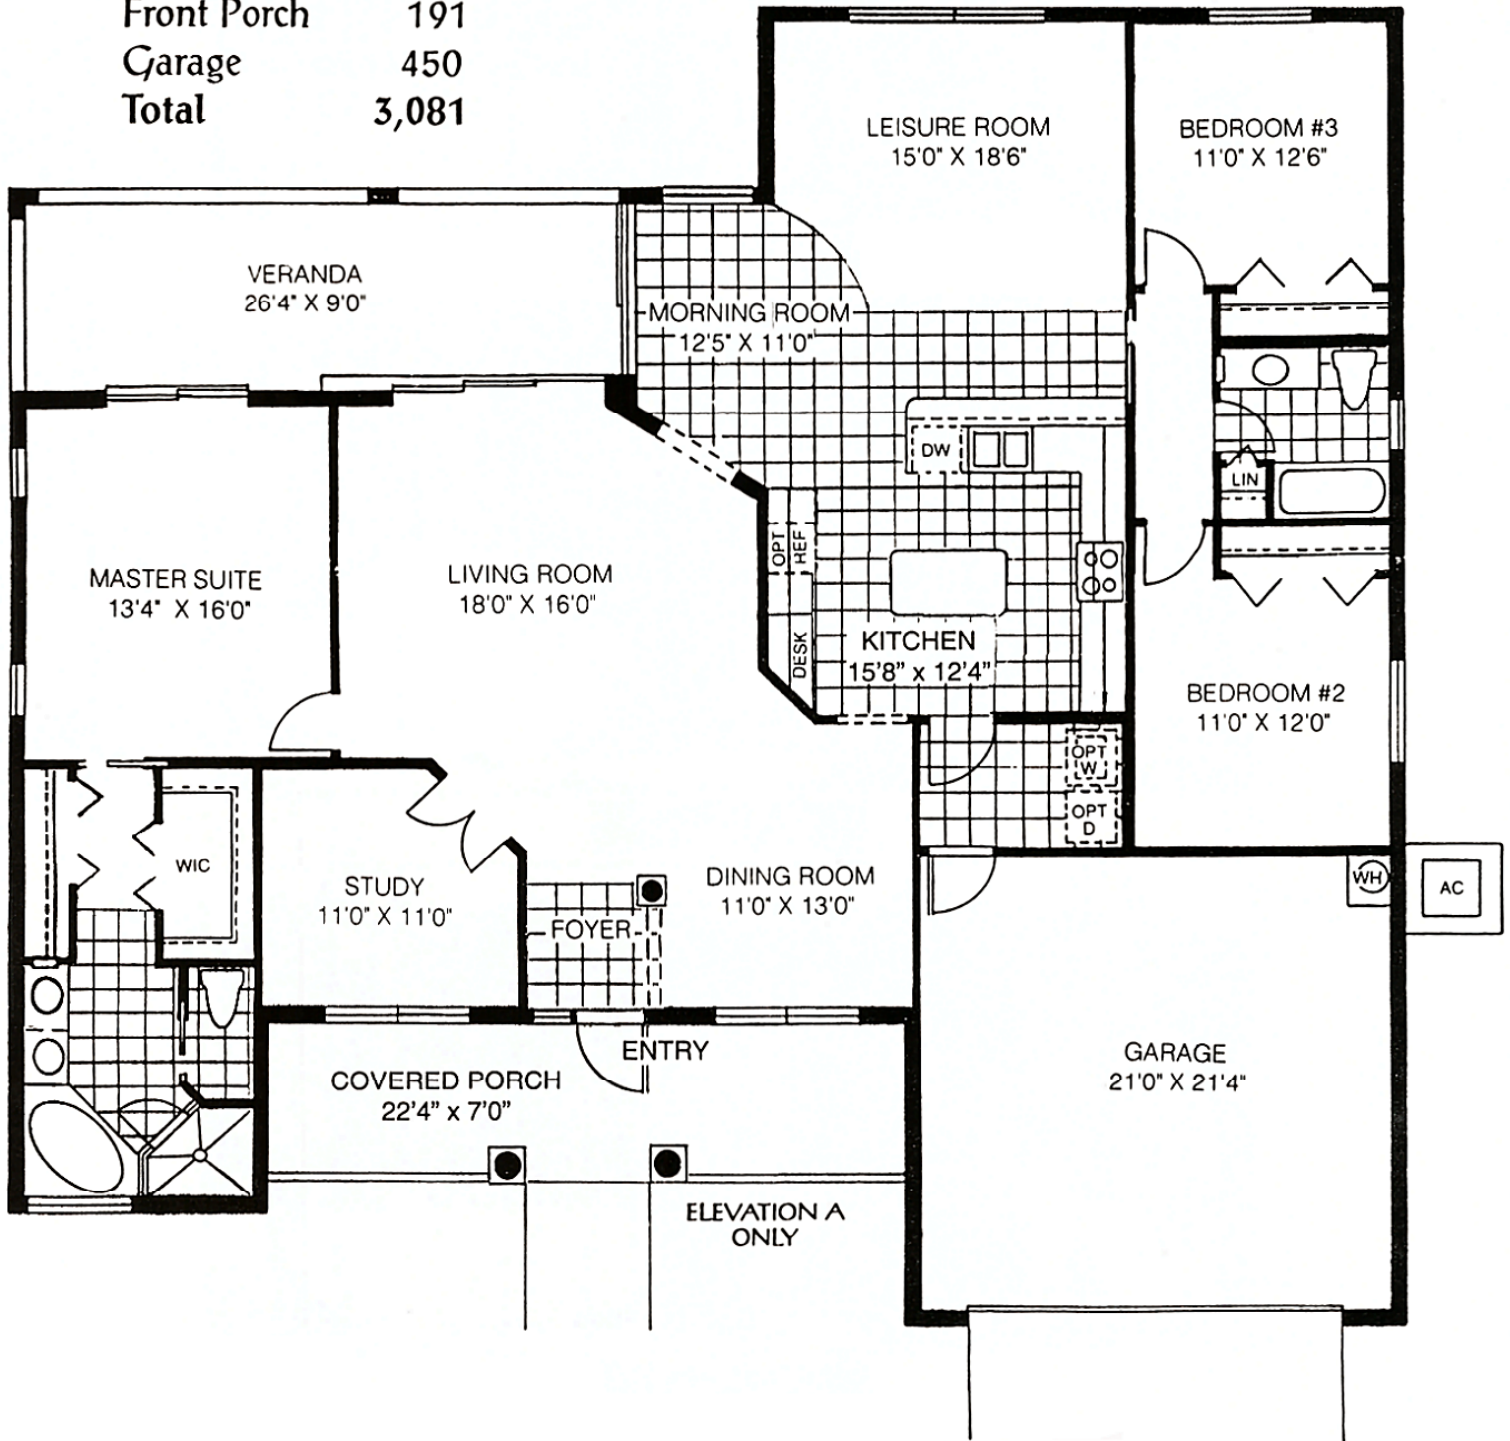 Front Porch 191
Garage 450
Total 3,081
LEISURE ROOM
15'0" X 18'6"
BEDROOM #3
11'0" X 12'6"
VERANDA
26'4" X 9'0"
MORNING ROOM
12'5" X 11'0"
DW
LIN
OPT
REF
DESK
MASTER SUITE
13'4" X 16'0"
LIVING ROOM
18'0" X 16'0"
KITCHEN
15'8" x 12'4"
BEDROOM #2
11'0" X 12'0"
OPT
W
OPT
D
WIC
STUDY
11'0" X 11'0"
FOYER
DINING ROOM
11'0" X 13'0"
WH
AC
ENTRY
COVERED PORCH
22'4" x 7'0"
GARAGE
21'0" X 21'4"
ELEVATION A
ONLY